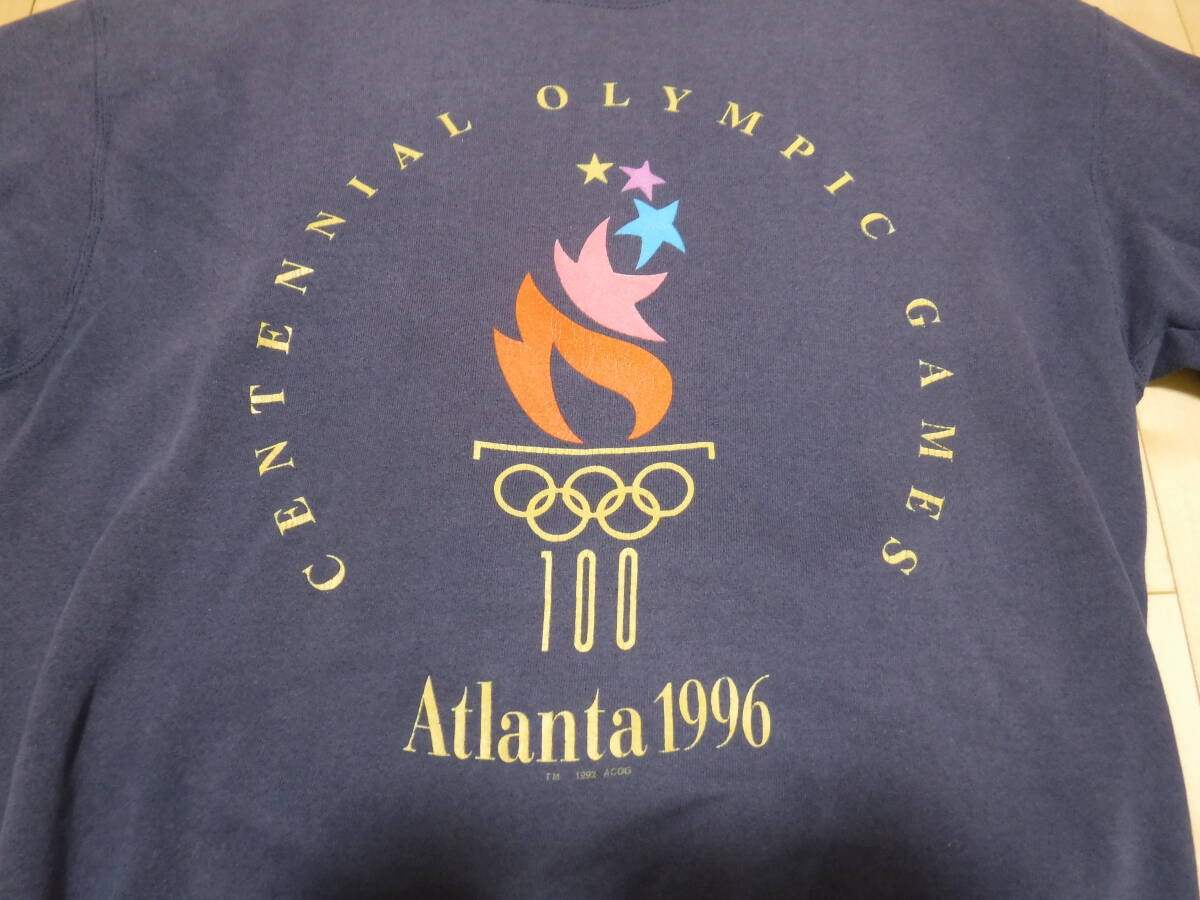 CENTENNIAL OLYMPIC GAMES
100
Atlanta 1996
TM 1992 ACOG